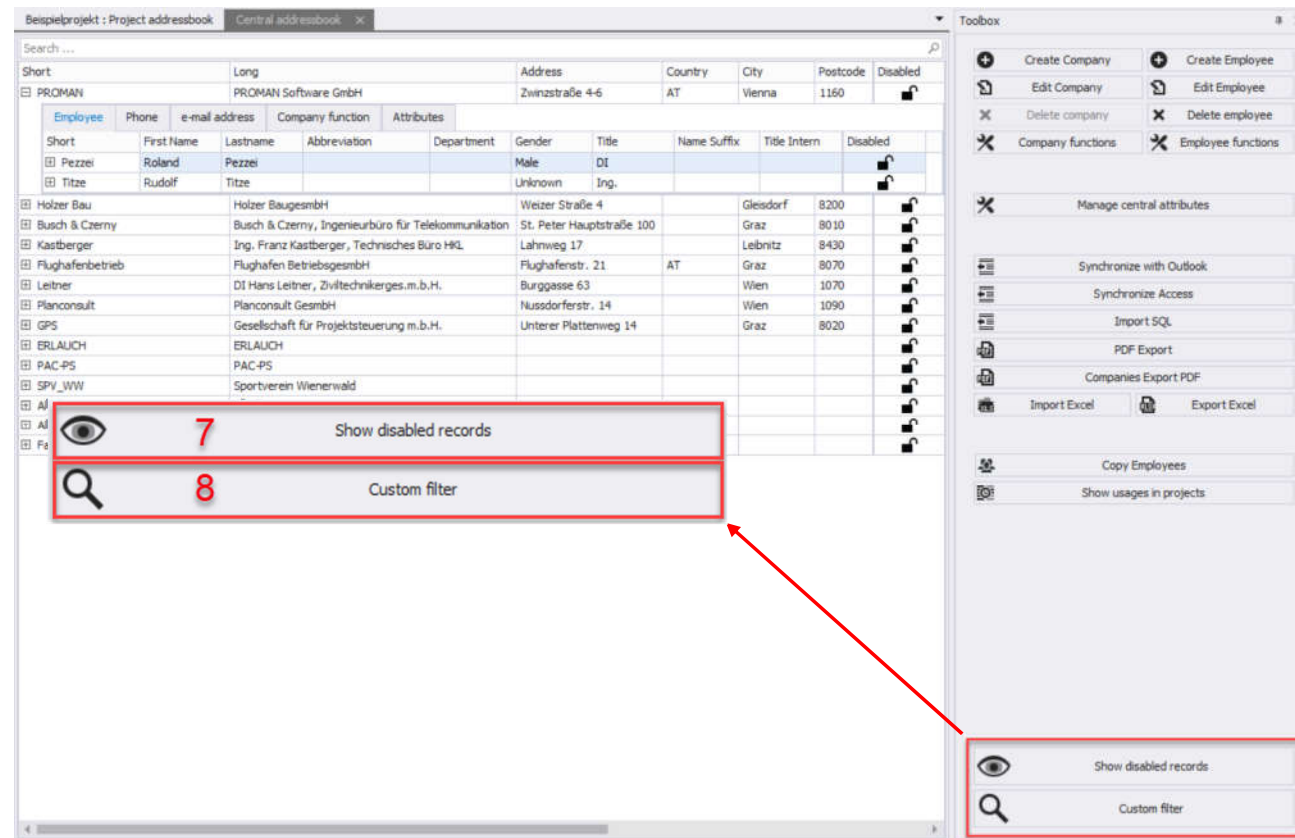 Beispielprojekt : Project addressbook Central addressbook
Toolbox
Search ...
Short Long Address Country City Postcode Disabled
PROMAN PROMAN Software GmbH Zwinzstraße 4-6 AT Vienna 1160
Employee Phone e-mail address Company function Attributes
Short First Name Lastname Abbreviation Department Gender Title Name Suffix Title Intern Disabled
Pezzei Roland Pezzei Male DI
Titze Rudolf Titze Unknown Ing.
Holzer Bau Holzer BaugesmbH Weizer Straße 4 Gleisdorf 8200
Busch & Czerny Busch & Czerny, Ingenieurbüro für Telekommunikation St. Peter Hauptstraße 100 Graz 8010
Kastberger Ing. Franz Kastberger, Technisches Büro HKL Lahnweg 17 Leibnitz 8430
Flughafenbetrieb Flughafen BetriebsgesmbH Flughafenstr. 21 AT Graz 8070
Leitner DI Hans Leitner, Ziviltechnikerges.m.b.H. Burggasse 63 Wien 1070
Planconsult Planconsult GesmbH Nussdorferstr. 14 Wien 1090
GPS Gesellschaft für Projektsteuerung m.b.H. Unterer Plattenweg 14 Graz 8020
ERLAUCH ERLAUCH
PAC-PS PAC-PS
SPV_WW Sportverein Wienerwald
7 Show disabled records
8 Custom filter
Create Company Create Employee
Edit Company Edit Employee
Delete company Delete employee
Company functions Employee functions
Manage central attributes
Synchronize with Outlook
Synchronize Access
Import SQL
PDF Export
Companies Export PDF
Import Excel Export Excel
Copy Employees
Show usages in projects
Show disabled records
Custom filter